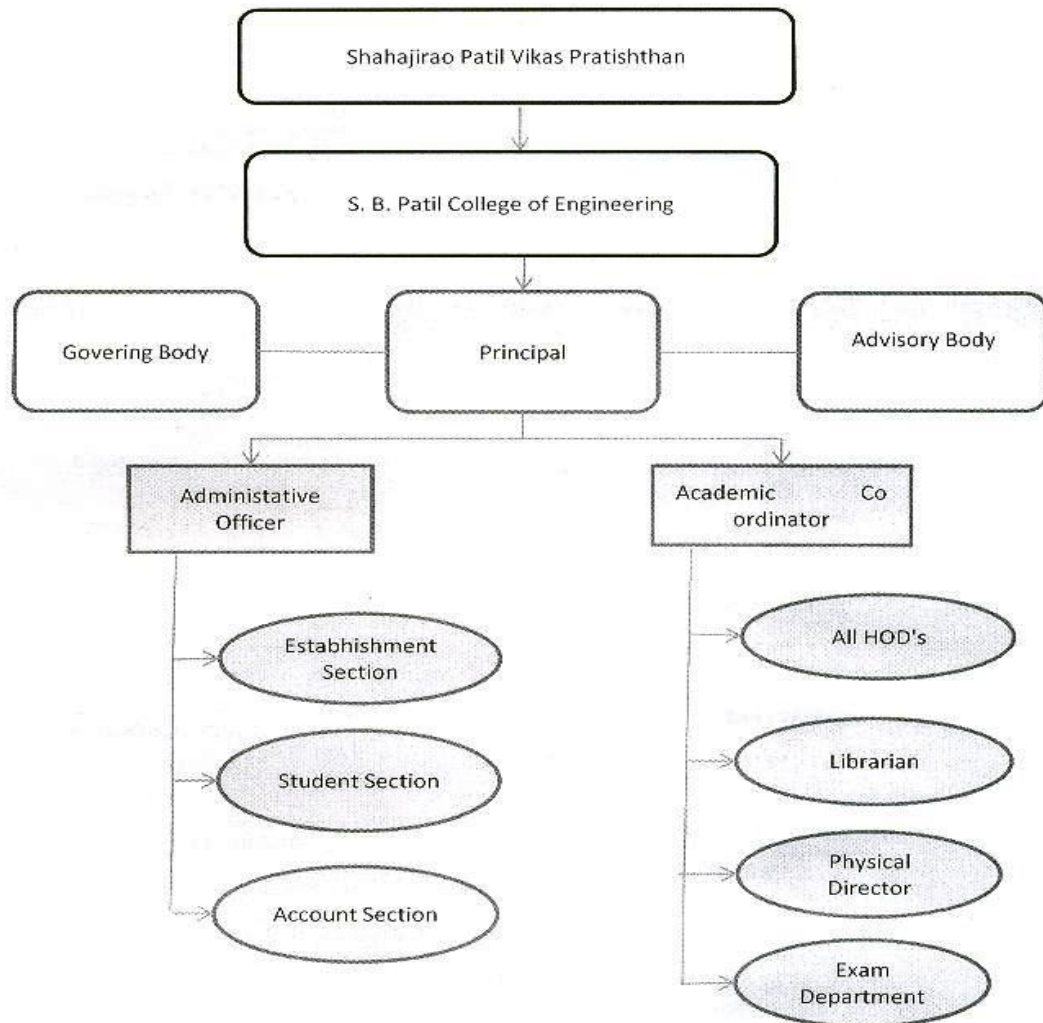 Shahajirao Patil Vikas Pratishthan
S. B. Patil College of Engineering
Govering Body
Principal
Advisory Body
Administative
Officer
Academic Co
ordinator
Estabhishment
Section
Student Section
Account Section
All HOD's
Librarian
Physical
Director
Exam
Department